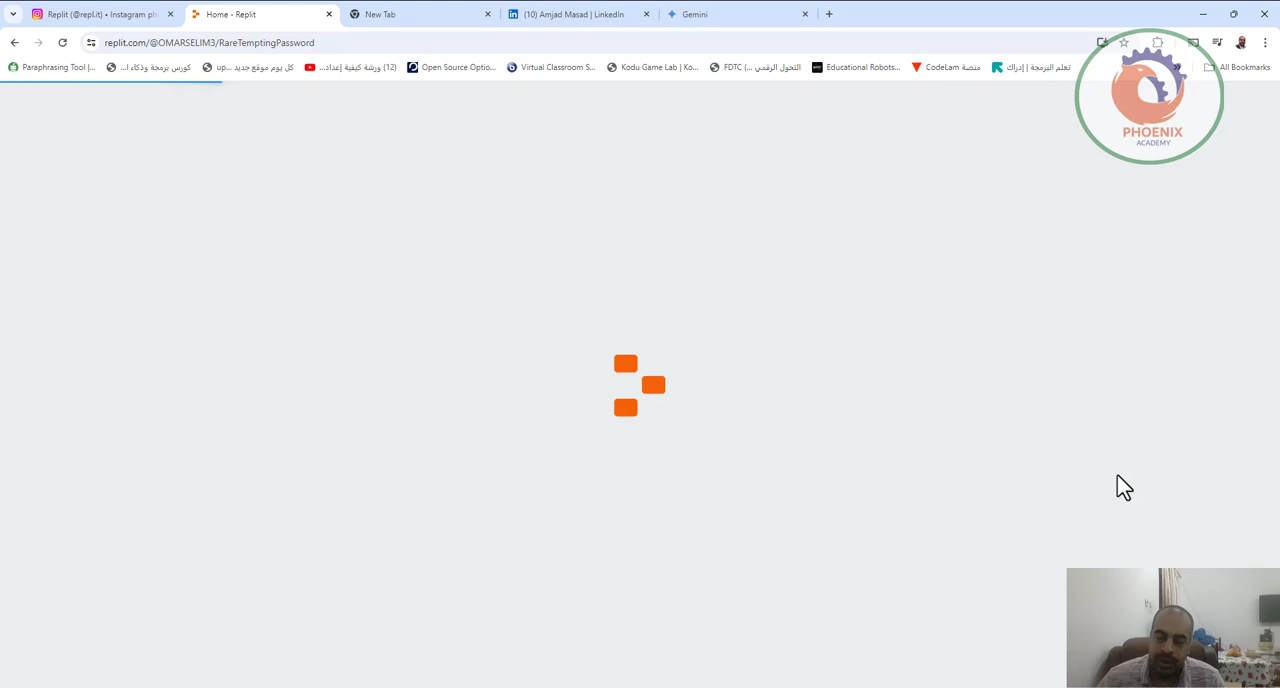 Replit (@replit) • Instagram ph
Home - Replit
New Tab
(10) Amjad Masad | LinkedIn
Gemini
replit.com/@OMARSELIM3/RareTemptingPassword
Paraphrasing Tool |...
كورس برمجة وذكاء ا...
كل يوم موقع جديد up...
(12) ورشة كيفية إعداد...
Open Source Optio...
Virtual Classroom S...
Kodu Game Lab | Ko...
FDTC (... التحول الرقمي
Educational Robots...
CodeLam منصة
تعلم البرمجة | إدراك
»
All Bookmarks
PHOENIX
ACADEMY